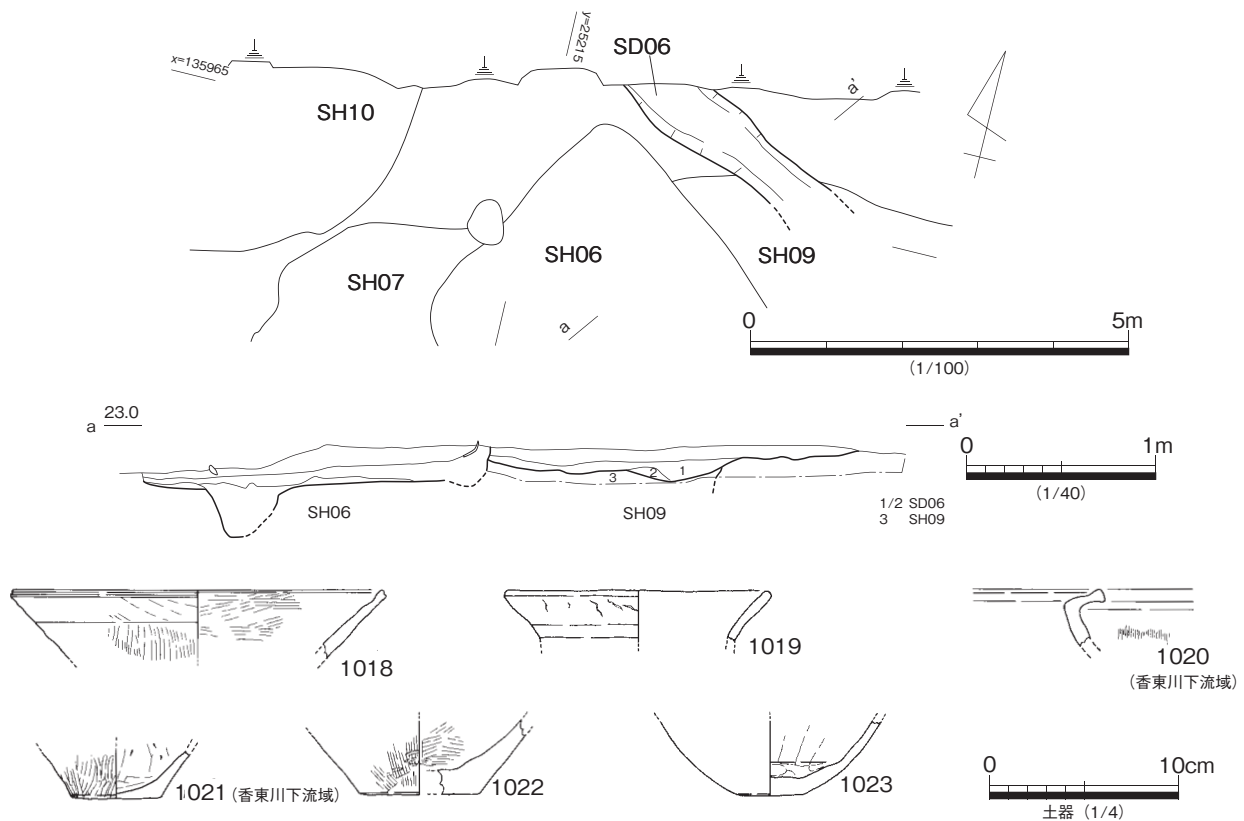 x=135965
y=25215
SD06
a'
SH10
SH06
SH09
SH07
a
0 5m
(1/100)
a 23.0
a'
0 1m
(1/40)
3 2 1
SH06
SH09
1/2 SD06
3 SH09
1018
1019
1020
(香東川下流域)
1021 (香東川下流域)
1022
1023
0 10cm
土器 (1/4)